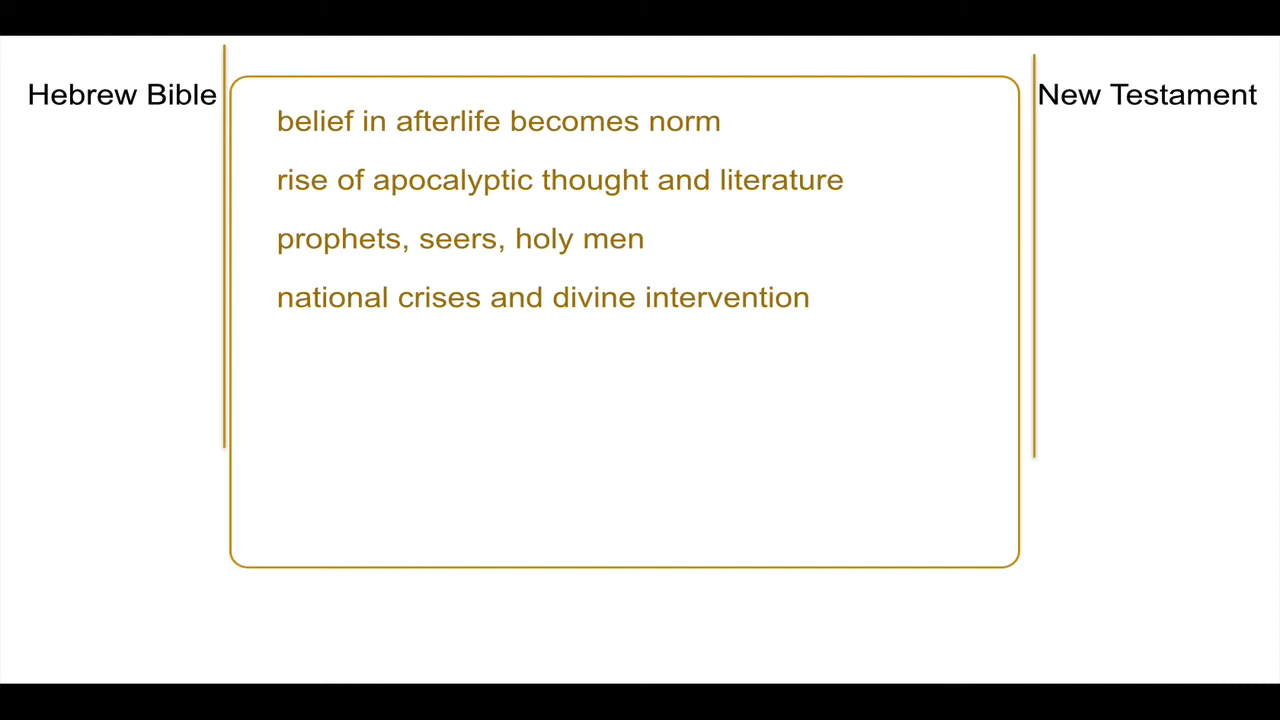 Hebrew Bible
belief in afterlife becomes norm
rise of apocalyptic thought and literature
prophets, seers, holy men
national crises and divine intervention
New Testament